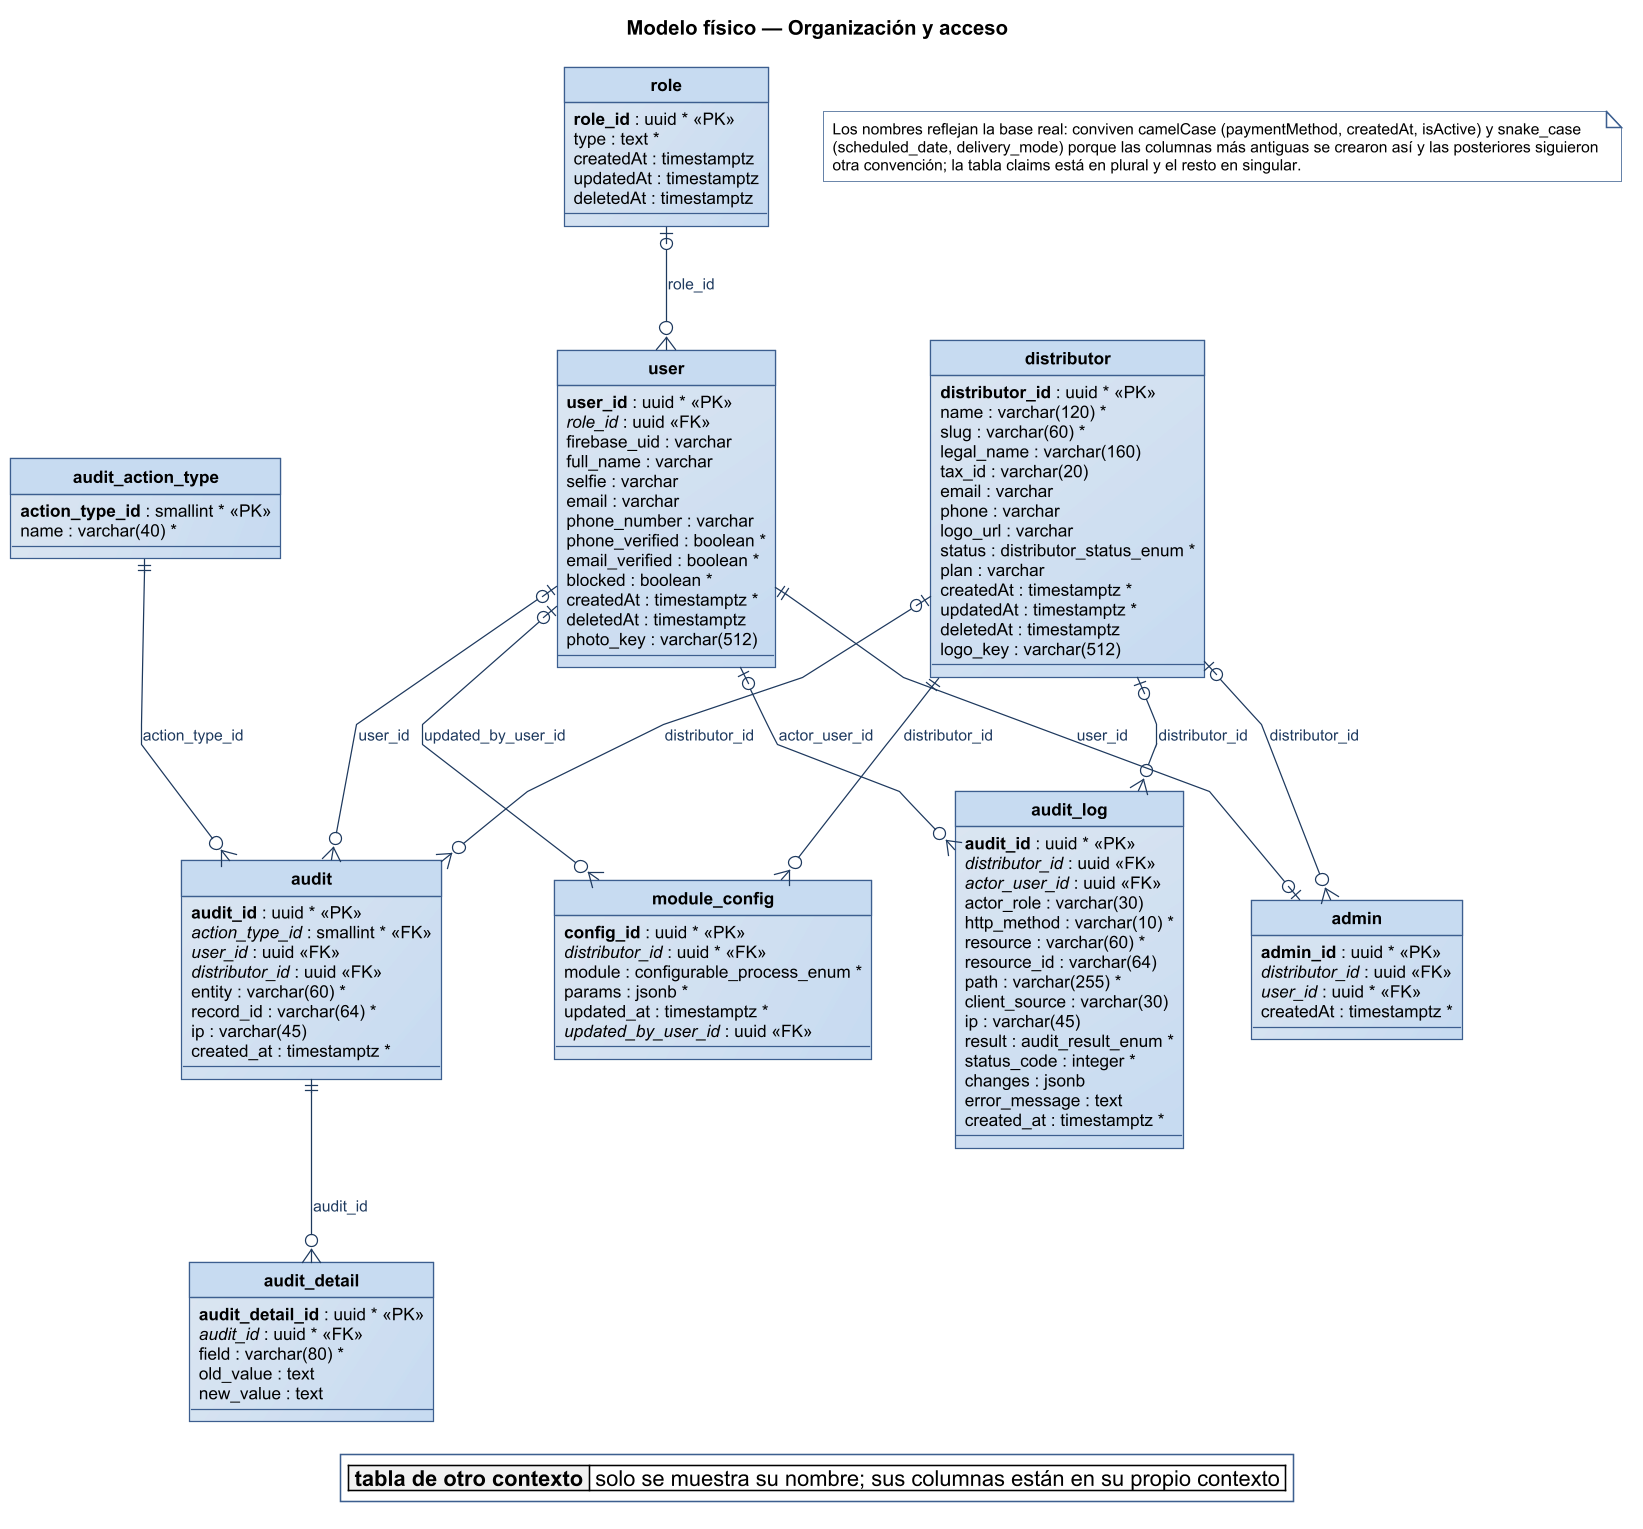 Modelo físico — Organización y acceso
role
role_id : uuid * «PK»
type : text *
createdAt : timestamptz
updatedAt : timestamptz
deletedAt : timestamptz
Los nombres reflejan la base real: conviven camelCase (paymentMethod, createdAt, isActive) y snake_case
(scheduled_date, delivery_mode) porque las columnas más antiguas se crearon así y las posteriores siguieron
otra convención; la tabla claims está en plural y el resto en singular.
role_id
user
user_id : uuid * «PK»
role_id : uuid «FK»
firebase_uid : varchar
full_name : varchar
selfie : varchar
email : varchar
phone_number : varchar
phone_verified : boolean *
email_verified : boolean *
blocked : boolean *
createdAt : timestamptz *
deletedAt : timestamptz
photo_key : varchar(512)
distributor
distributor_id : uuid * «PK»
name : varchar(120) *
slug : varchar(60) *
legal_name : varchar(160)
tax_id : varchar(20)
email : varchar
phone : varchar
logo_url : varchar
status : distributor_status_enum *
plan : varchar
createdAt : timestamptz *
updatedAt : timestamptz *
deletedAt : timestamptz
logo_key : varchar(512)
audit_action_type
action_type_id : smallint * «PK»
name : varchar(40) *
action_type_id
user_id
updated_by_user_id
distributor_id
actor_user_id
distributor_id
user_id
distributor_id
distributor_id
audit
audit_id : uuid * «PK»
action_type_id : smallint * «FK»
user_id : uuid «FK»
distributor_id : uuid «FK»
entity : varchar(60) *
record_id : varchar(64) *
ip : varchar(45)
created_at : timestamptz *
module_config
config_id : uuid * «PK»
distributor_id : uuid * «FK»
module : configurable_process_enum *
params : jsonb *
updated_at : timestamptz *
updated_by_user_id : uuid «FK»
audit_log
audit_id : uuid * «PK»
distributor_id : uuid «FK»
actor_user_id : uuid «FK»
actor_role : varchar(30)
http_method : varchar(10) *
resource : varchar(60) *
resource_id : varchar(64)
path : varchar(255) *
client_source : varchar(30)
ip : varchar(45)
result : audit_result_enum *
status_code : integer *
changes : jsonb
error_message : text
created_at : timestamptz *
admin
admin_id : uuid * «PK»
distributor_id : uuid «FK»
user_id : uuid * «FK»
createdAt : timestamptz *
audit_id
audit_detail
audit_detail_id : uuid * «PK»
audit_id : uuid * «FK»
field : varchar(80) *
old_value : text
new_value : text
tabla de otro contexto solo se muestra su nombre; sus columnas están en su propio contexto